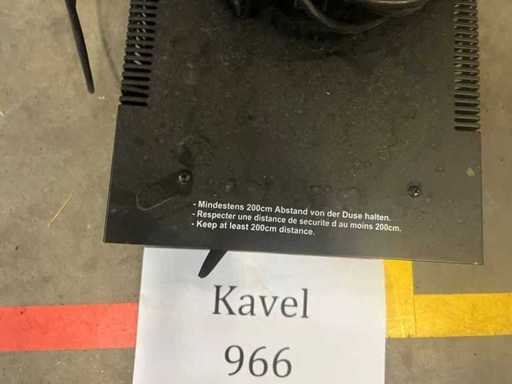 - Mindestens 200cm Abstand von der Duse halten.
- Respecter une distance de securite d au moins 200cm.
- Keep at least 200cm distance.
Kavel
966